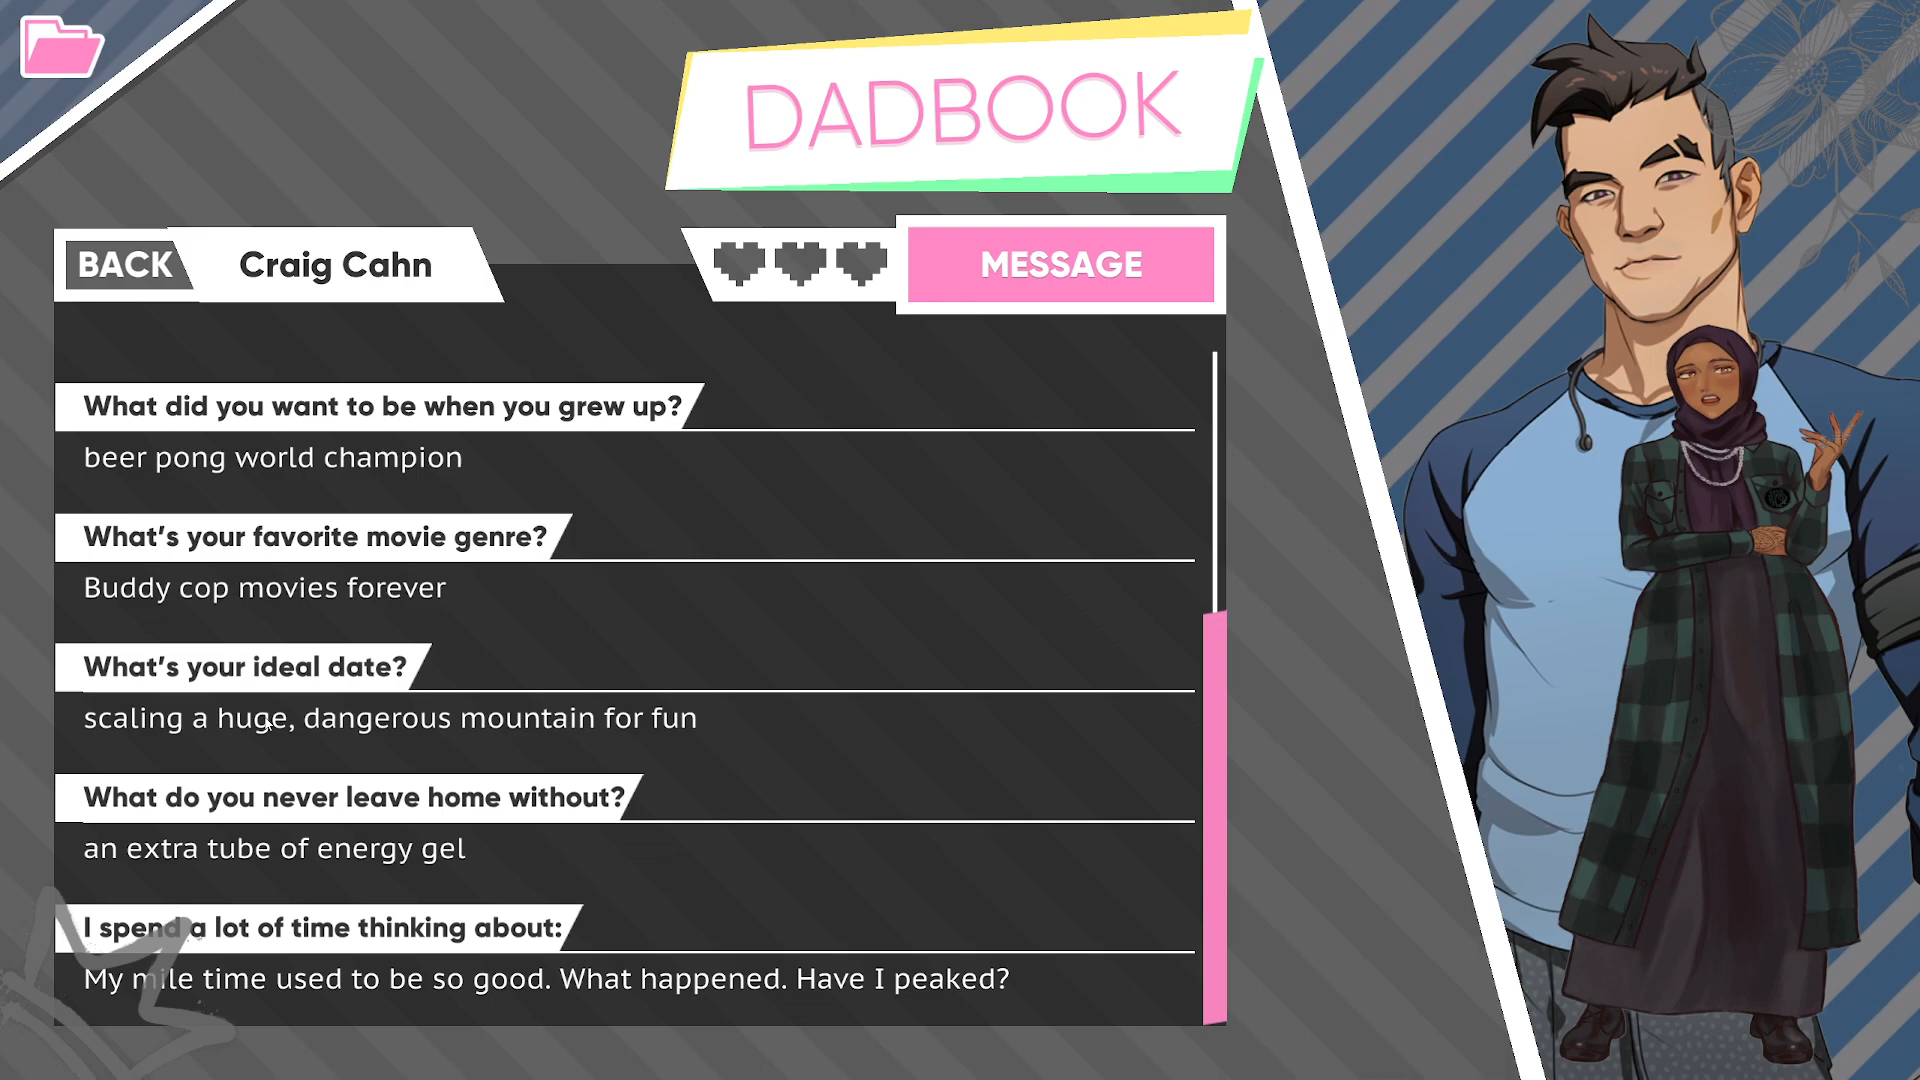 DADBOOK
BACK
Craig Cahn
MESSAGE
What did you want to be when you grew up?
beer pong world champion
What's your favorite movie genre?
Buddy cop movies forever
What's your ideal date?
scaling a huge, dangerous mountain for fun
What do you never leave home without?
an extra tube of energy gel
I spend a lot of time thinking about:
My mile time used to be so good. What happened. Have I peaked?